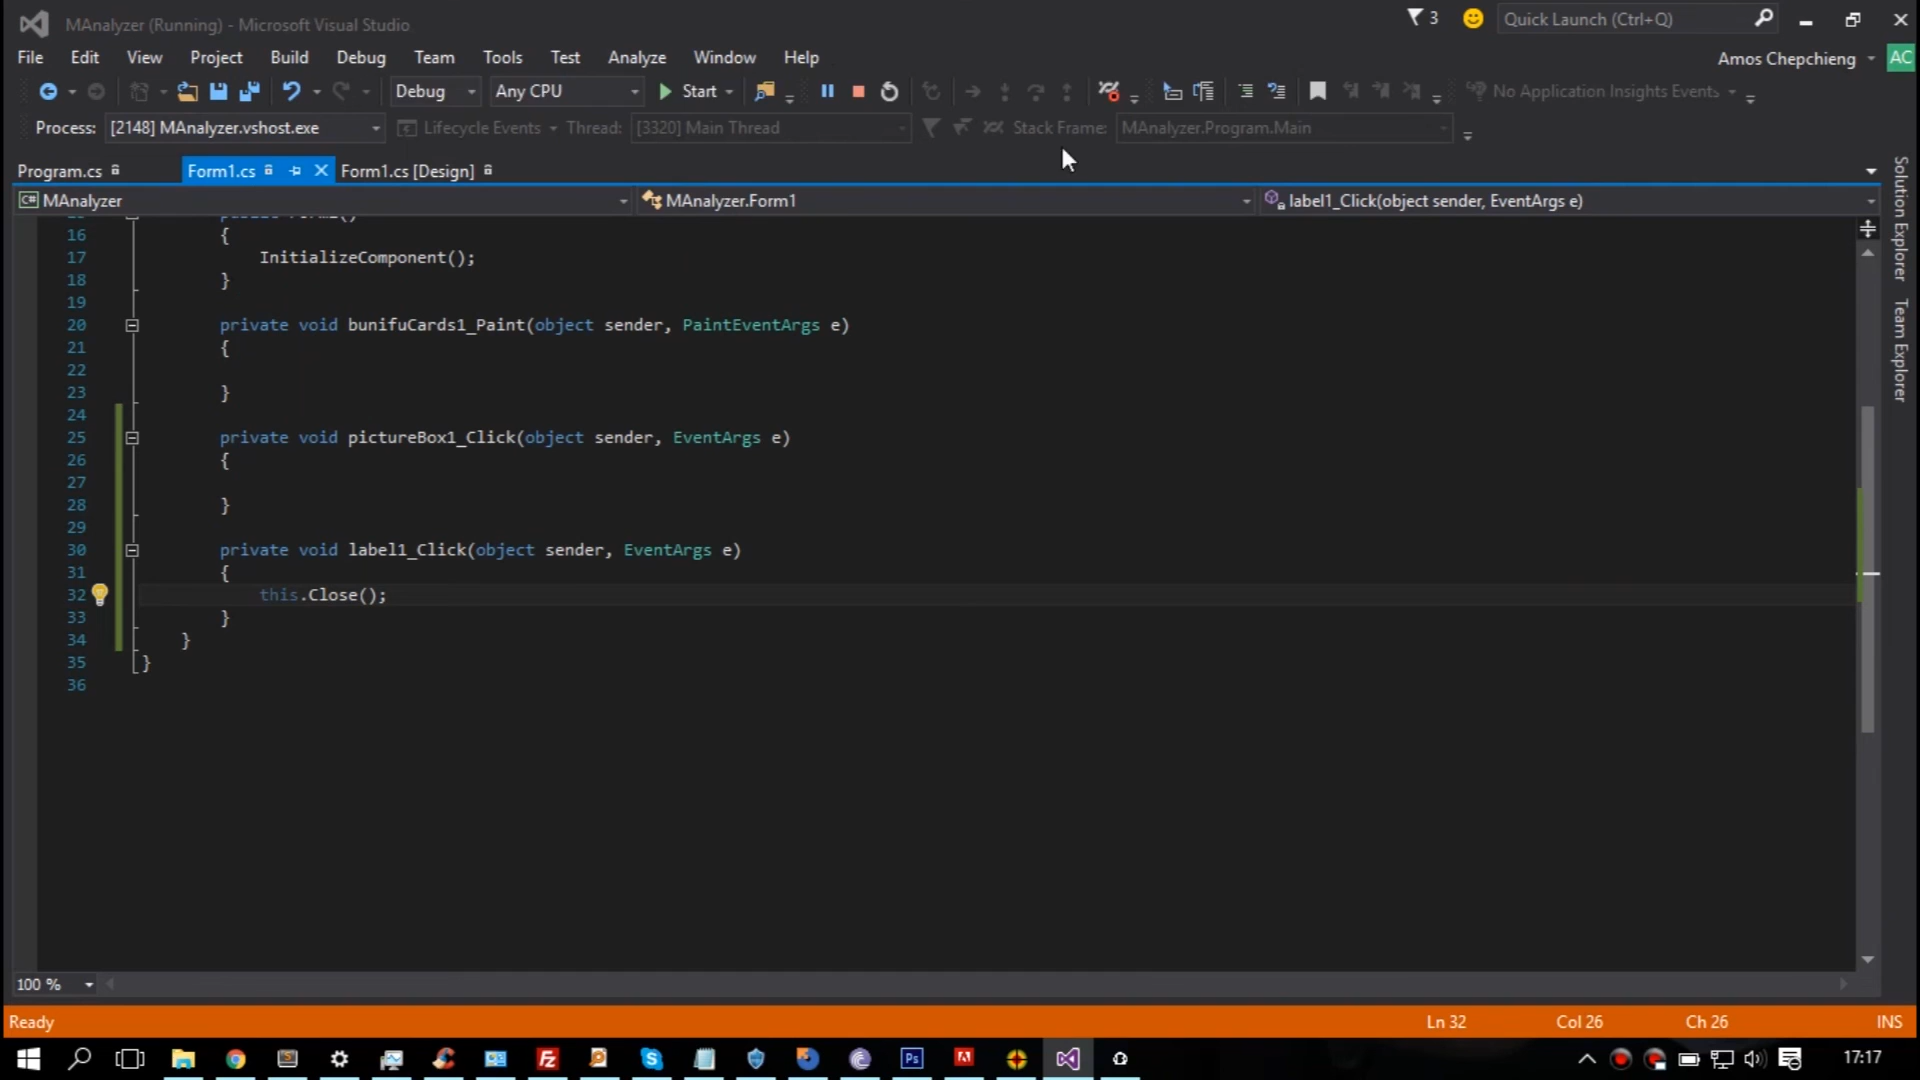 MAnalyzer (Running) - Microsoft Visual Studio
3
Quick Launch (Ctrl+Q)
File Edit View Project Build Debug Team Tools Test Analyze Window Help
Amos Chepchieng AC
Debug Any CPU Start No Application Insights Events
Process: [2148] MAnalyzer.vshost.exe Lifecycle Events Thread: [3320] Main Thread Stack Frame: MAnalyzer.Program.Main
Program.cs Form1.cs Form1.cs [Design]
C# MAnalyzer MAnalyzer.Form1 label1_Click(object sender, EventArgs e)
16 {
17 InitializeComponent();
18 }
19
20 private void bunifuCards1_Paint(object sender, PaintEventArgs e)
21 {
22
23 }
24
25 private void pictureBox1_Click(object sender, EventArgs e)
26 {
27
28 }
29
30 private void label1_Click(object sender, EventArgs e)
31 {
32 this.Close();
33 }
34 }
35 }
36
Solution Explorer
Team Explorer
100 %
Ready Ln 32 Col 26 Ch 26 INS
Fz
Ps
17:17